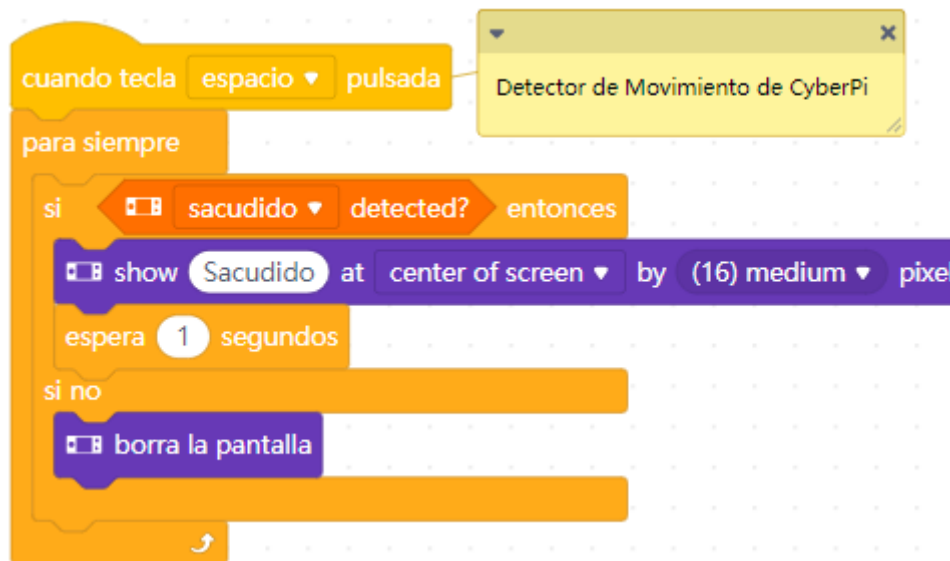 cuando tecla espacio pulsada
Detector de Movimiento de CyberPi
para siempre
si sacudido detected? entonces
show Sacudido at center of screen by (16) medium pixel
espera 1 segundos
si no
borra la pantalla